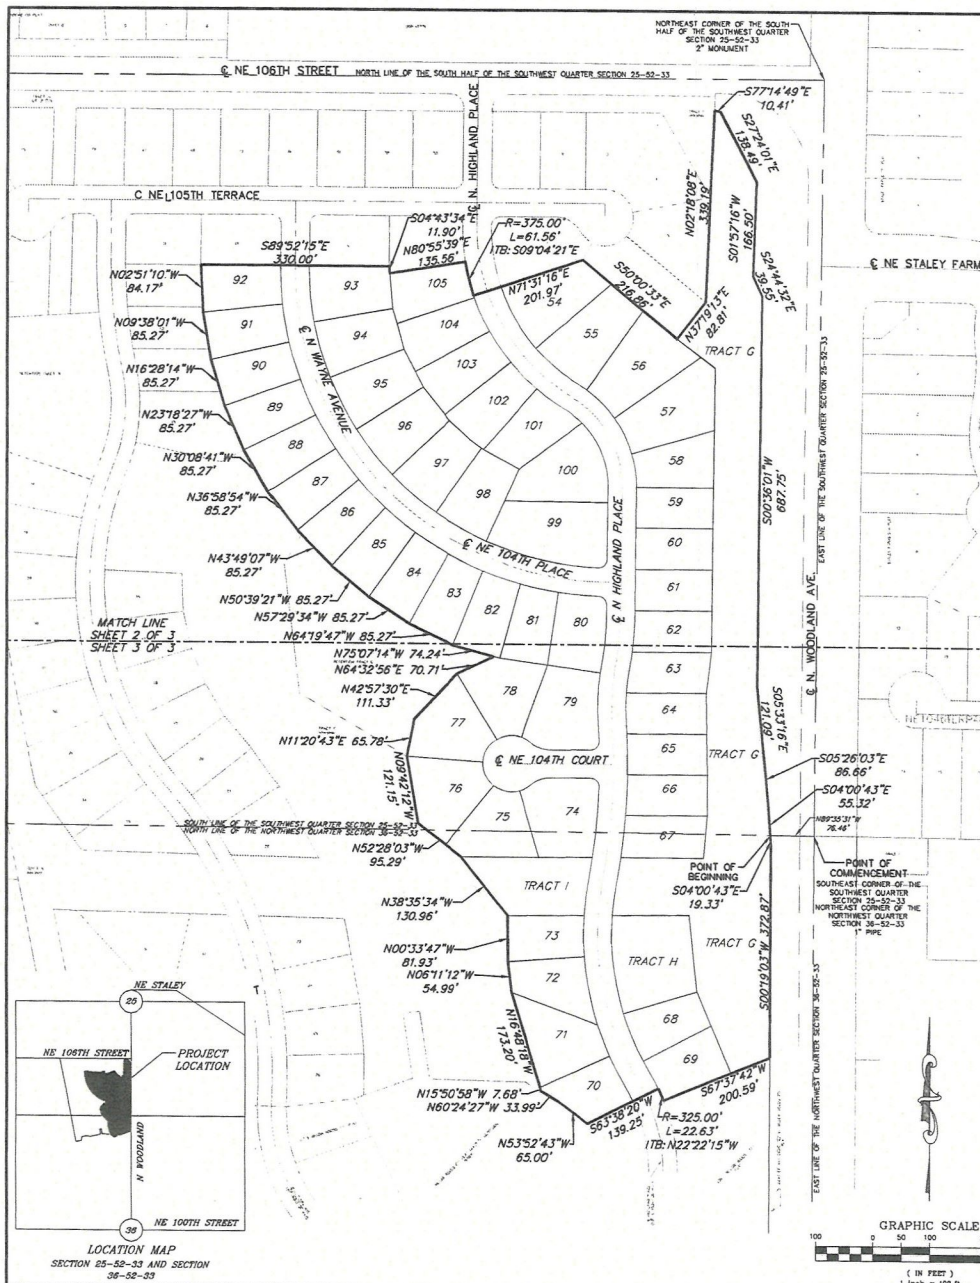 NORTHEAST CORNER OF THE SOUTH
HALF OF THE SOUTHWEST QUARTER
SECTION 25-52-33
2" MONUMENT
℄ NE 106TH STREET
NORTH LINE OF THE SOUTH HALF OF THE SOUTHWEST QUARTER SECTION 25-52-33
S77°14'49"E
10.41'
S27°24'01"E
138.49'
℄ N. HIGHLAND PLACE
N02°18'08"E
339.19'
S01°57'16"W
166.50'
C NE 105TH TERRACE
S04°43'34"E
11.90'
N80°55'39"E
135.56'
R=375.00'
L=61.56'
ITB: S09°04'21"E
S89°52'15"E
330.00'
S24°44'32"E
39.55'
℄ NE STALEY FARM
N71°31'16"E
201.97'
S50°00'33"E
216.88'
N37°19'13"E
82.81'
TRACT G
EAST LINE OF THE SOUTHWEST QUARTER SECTION 25-52-33
N02°51'10"W
84.17'
N09°38'01"W
85.27'
N16°28'14"W
85.27'
N23°18'27"W
85.27'
N30°08'41"W
85.27'
N36°58'54"W
85.27'
N43°49'07"W
85.27'
N50°39'21"W 85.27'
N57°29'34"W 85.27'
N64°19'47"W 85.27'
92
93
105
54
91
94
104
55
90
95
103
56
89
96
102
57
88
97
101
58
87
98
100
59
86
99
60
85
84
83
82
81
80
61
62
℄ N WAYNE AVENUE
℄ NE 104TH PLACE
℄ N HIGHLAND PLACE
S00°36'01"W
687.75'
℄ N. WOODLAND AVE.
MATCH LINE
SHEET 2 OF 3
SHEET 3 OF 3
N75°07'14"W 74.24'
N64°32'56"E 70.71'
N42°57'30"E
111.33'
N11°20'43"E 65.78'
N09°42'12"W
121.15'
78
79
77
76
75
74
63
64
65
66
67
℄ NE 104TH COURT
TRACT G
S05°33'16"E
121.09'
S05°26'03"E
86.66'
S04°00'43"E
55.32'
N89°35'31"W
76.46'
SOUTH LINE OF THE SOUTHWEST QUARTER SECTION 25-52-33
NORTH LINE OF THE NORTHWEST QUARTER SECTION 36-52-33
N52°28'03"W
95.29'
POINT OF
BEGINNING
S04°00'43"E
19.33'
POINT OF
COMMENCEMENT
SOUTHEAST CORNER OF THE
SOUTHWEST QUARTER
SECTION 25-52-33
NORTHEAST CORNER OF THE
NORTHWEST QUARTER
SECTION 36-52-33
1" PIPE
TRACT I
N38°35'34"W
130.96'
N00°33'47"W
81.93'
N06°11'12"W
54.99'
N16°48'18"W
173.20'
73
72
71
70
TRACT H
TRACT G
68
69
S00°19'03"W 372.87'
EAST LINE OF THE NORTHWEST QUARTER SECTION 36-52-33
N15°50'58"W 7.68'
N60°24'27"W 33.99'
N53°52'43"W
65.00'
S63°38'20"W
139.25'
S67°37'42"W
200.59'
R=325.00'
L=22.63'
ITB: N22°22'15"W
NE STALEY
25
NE 106TH STREET
PROJECT
LOCATION
N WOODLAND
36
NE 100TH STREET
LOCATION MAP
SECTION 25-52-33 AND SECTION
36-52-33
GRAPHIC SCALE
100 0 50 100
( IN FEET )